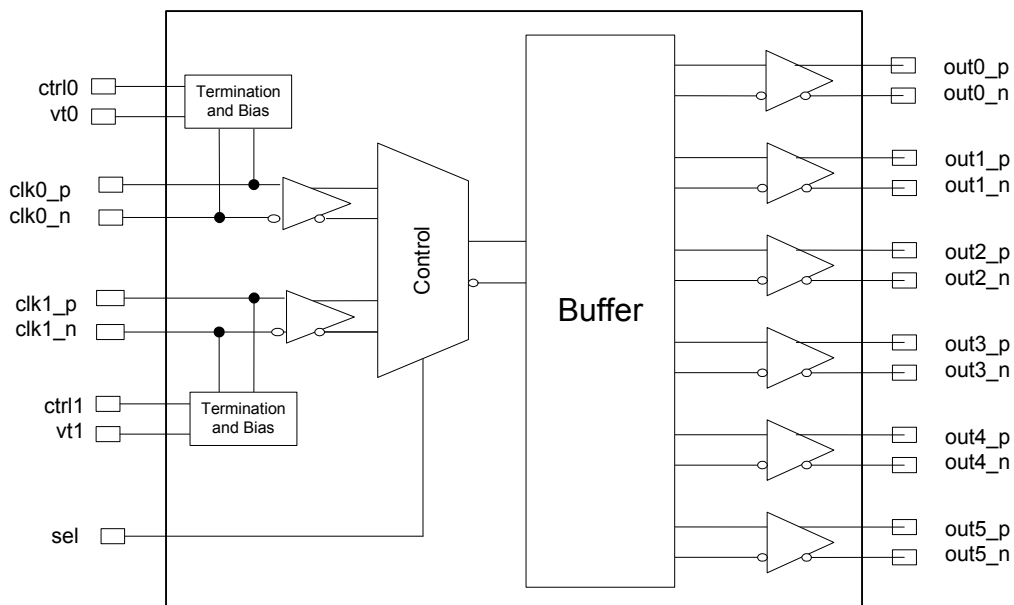 ctrl0
vt0
Termination
and Bias
clk0_p
clk0_n
clk1_p
clk1_n
ctrl1
vt1
Termination
and Bias
sel
Control
Buffer
out0_p
out0_n
out1_p
out1_n
out2_p
out2_n
out3_p
out3_n
out4_p
out4_n
out5_p
out5_n